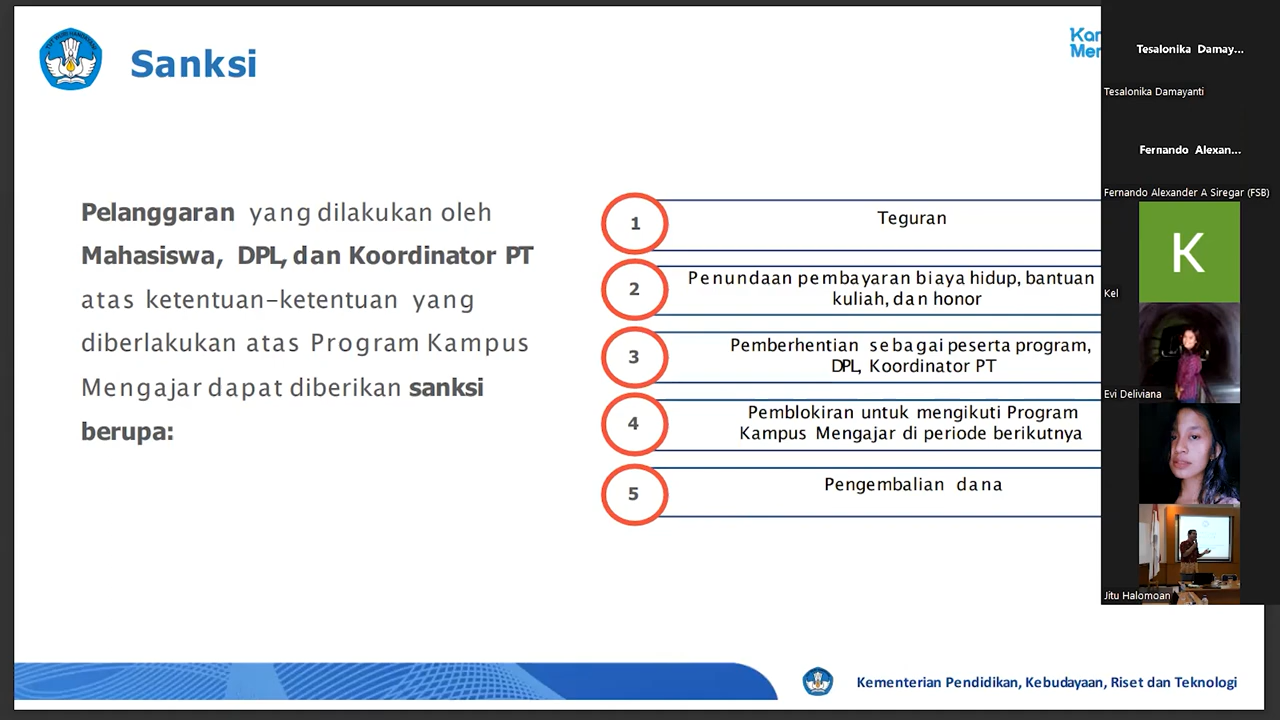 Sanksi
Kam
Men
Pelanggaran yang dilakukan oleh
Mahasiswa, DPL, dan Koordinator PT
atas ketentuan-ketentuan yang
diberlakukan atas Program Kampus
Mengajar dapat diberikan sanksi
berupa:
1
Teguran
2
Penundaan pembayaran biaya hidup, bantuan
kuliah, dan honor
3
Pemberhentian sebagai peserta program,
DPL, Koordinator PT
4
Pemblokiran untuk mengikuti Program
Kampus Mengajar di periode berikutnya
5
Pengembalian dana
Kementerian Pendidikan, Kebudayaan, Riset dan Teknologi
Tesalonika Damay...
Tesalonika Damayanti
Fernando Alexan...
Fernando Alexander A Siregar (FSB)
K
Kel
Evi Deliviana
Jitu Halomoan